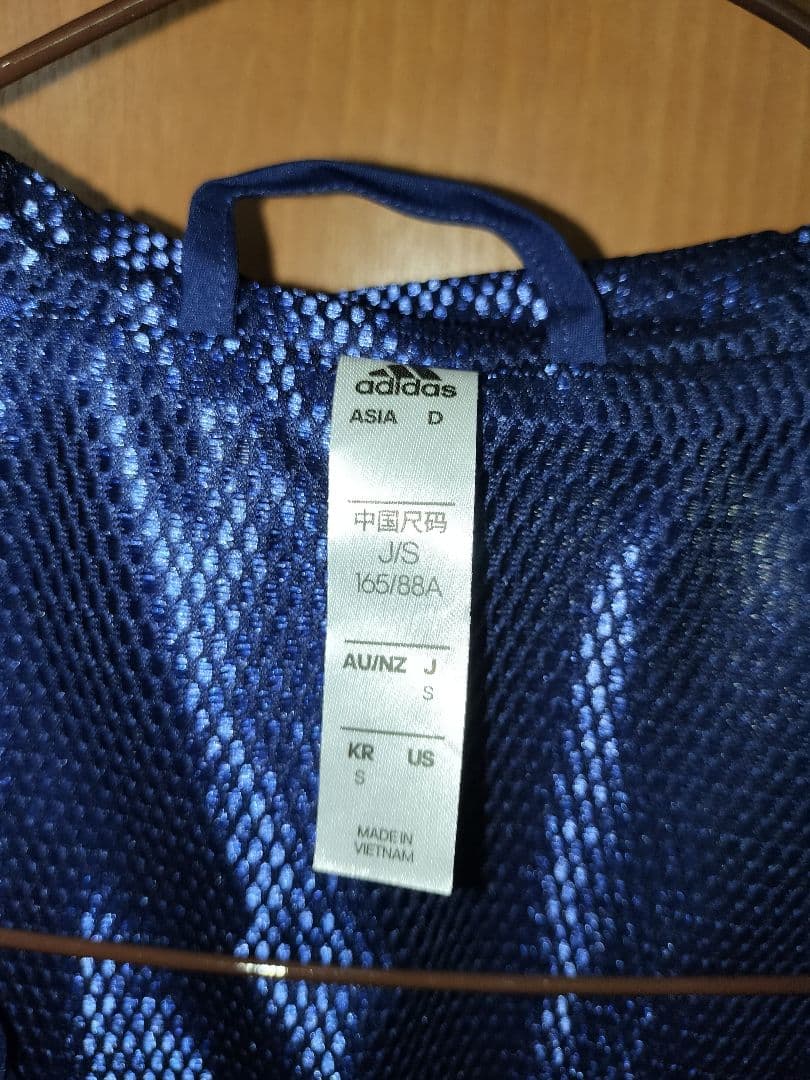 adidas
ASIA D
中国尺码
J/S
165/88A
AU/NZ J
S
KR US
S
MADE IN
VIETNAM